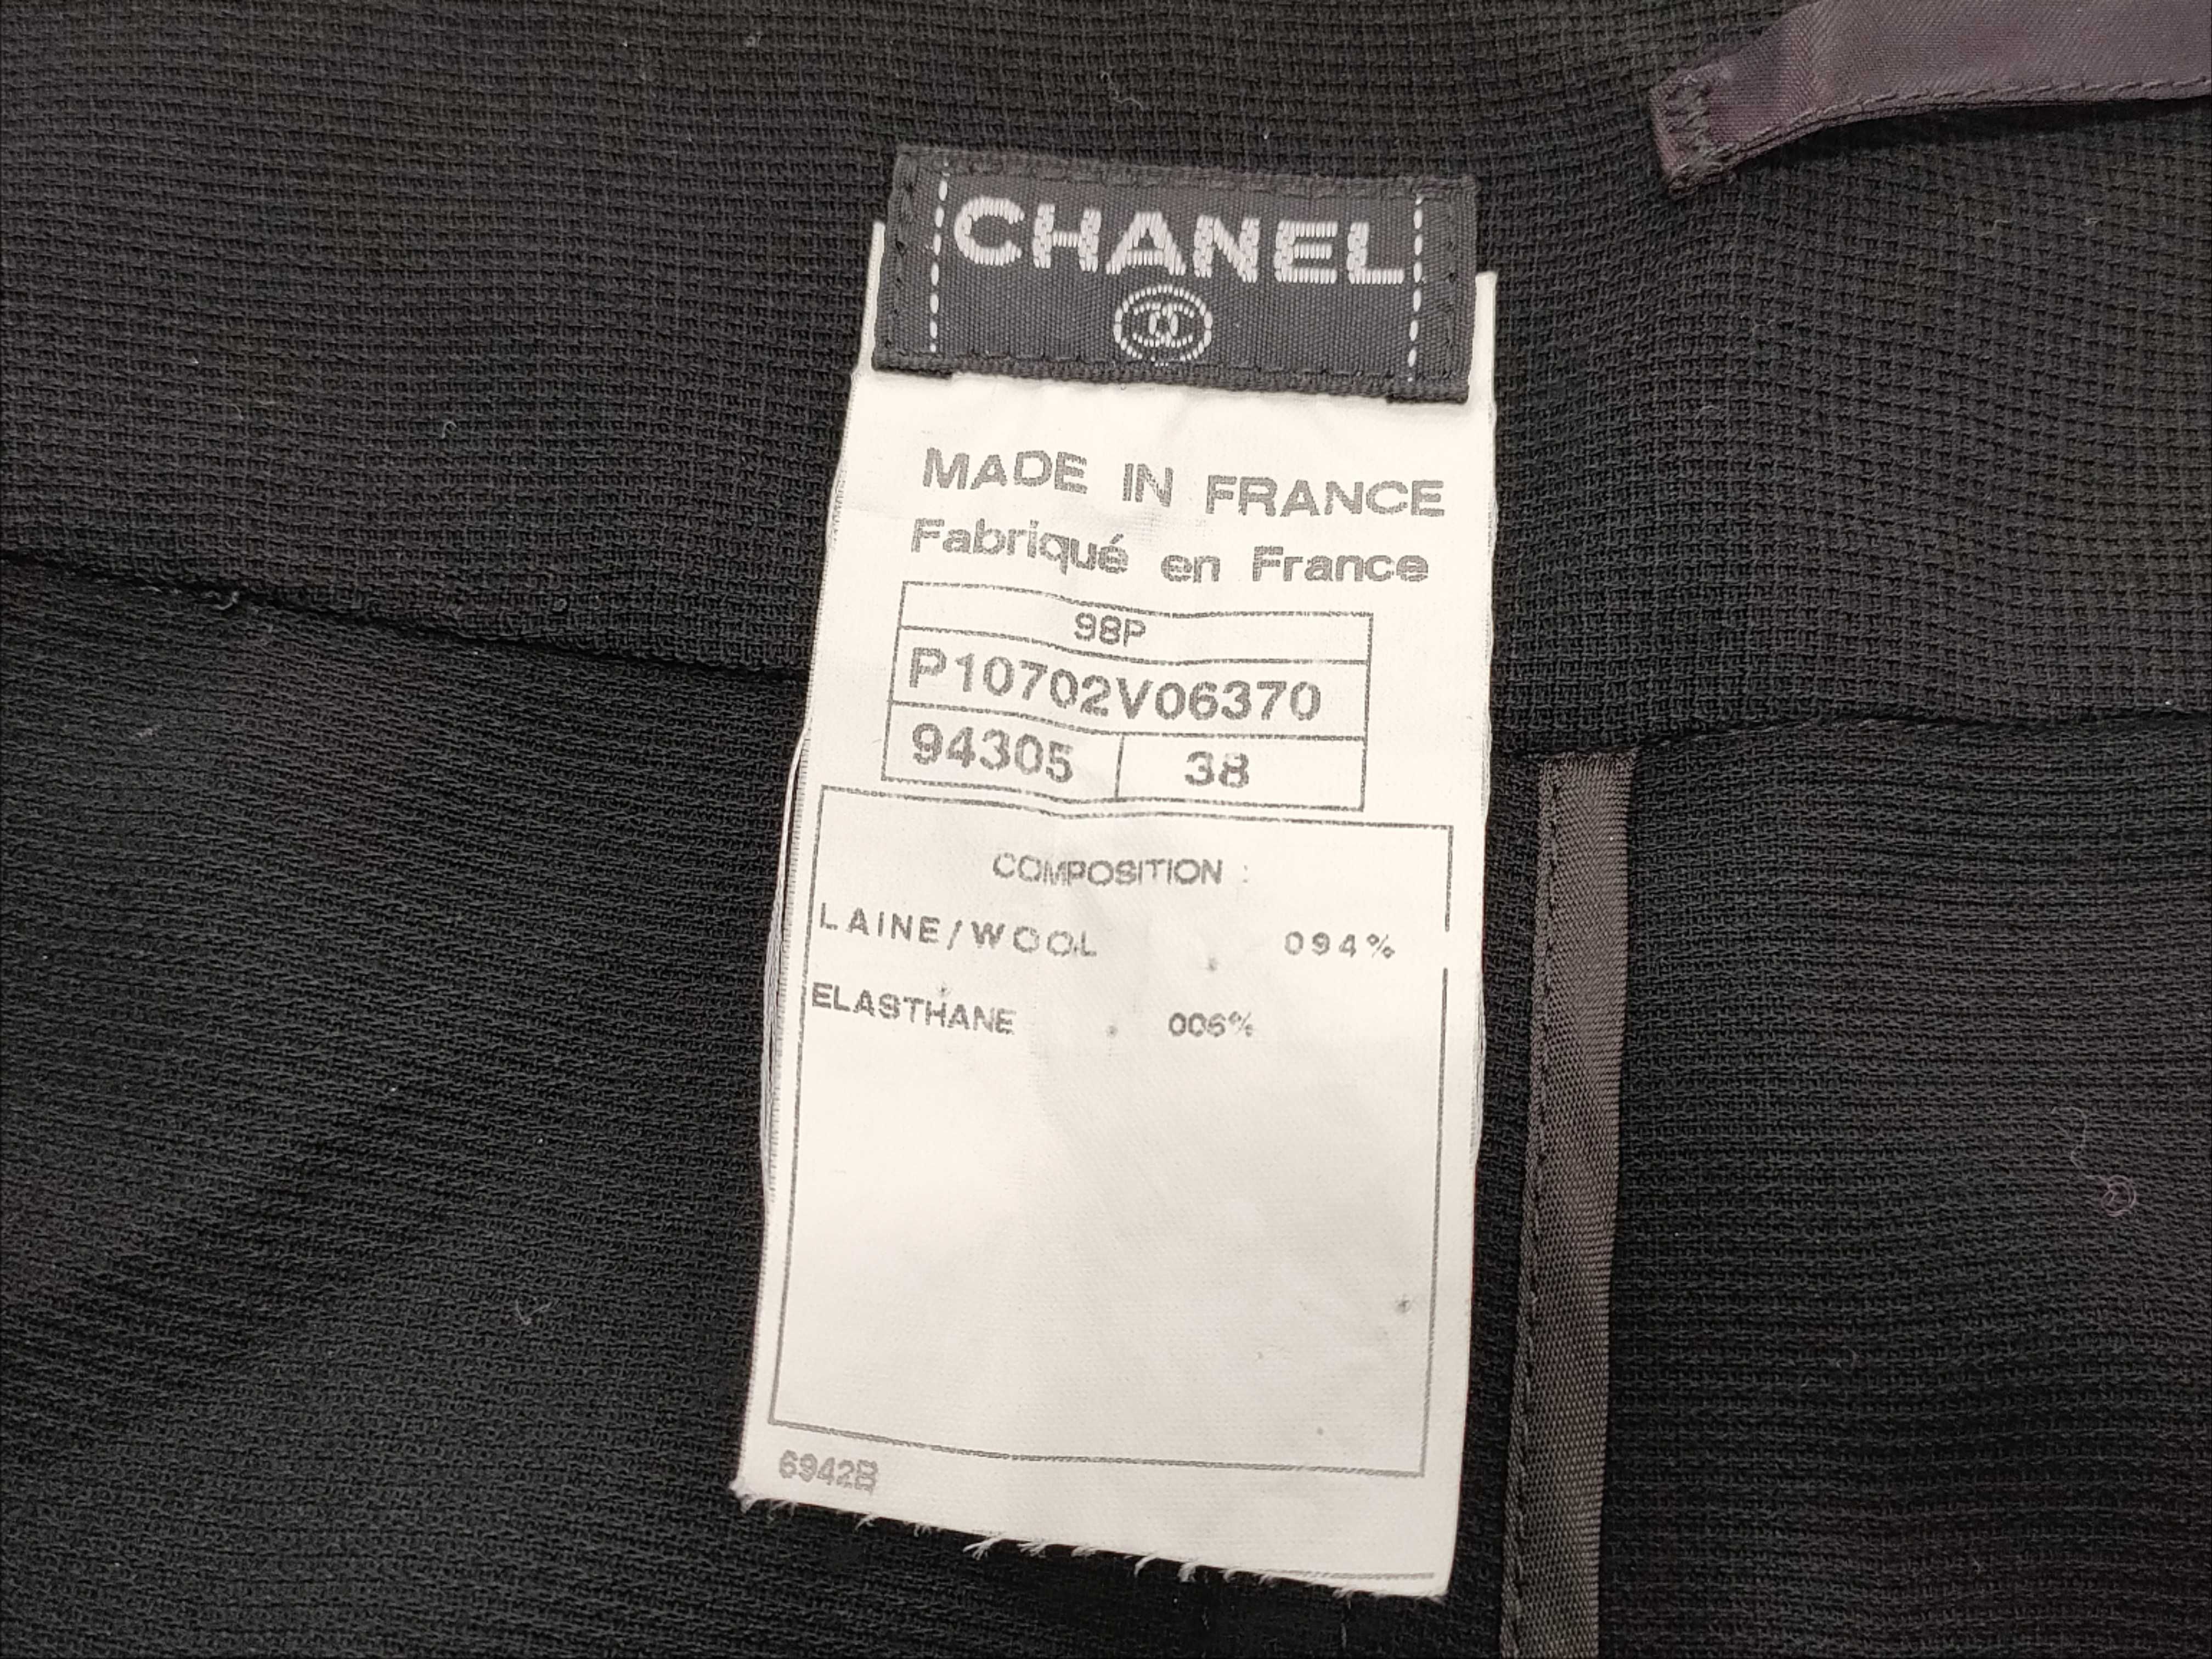 CHANEL
MADE IN FRANCE
Fabriqué en France
98P
P10702V06370
94305 38
COMPOSITION :
LAINE/WOOL 094%
ELASTHANE 006%
6942B